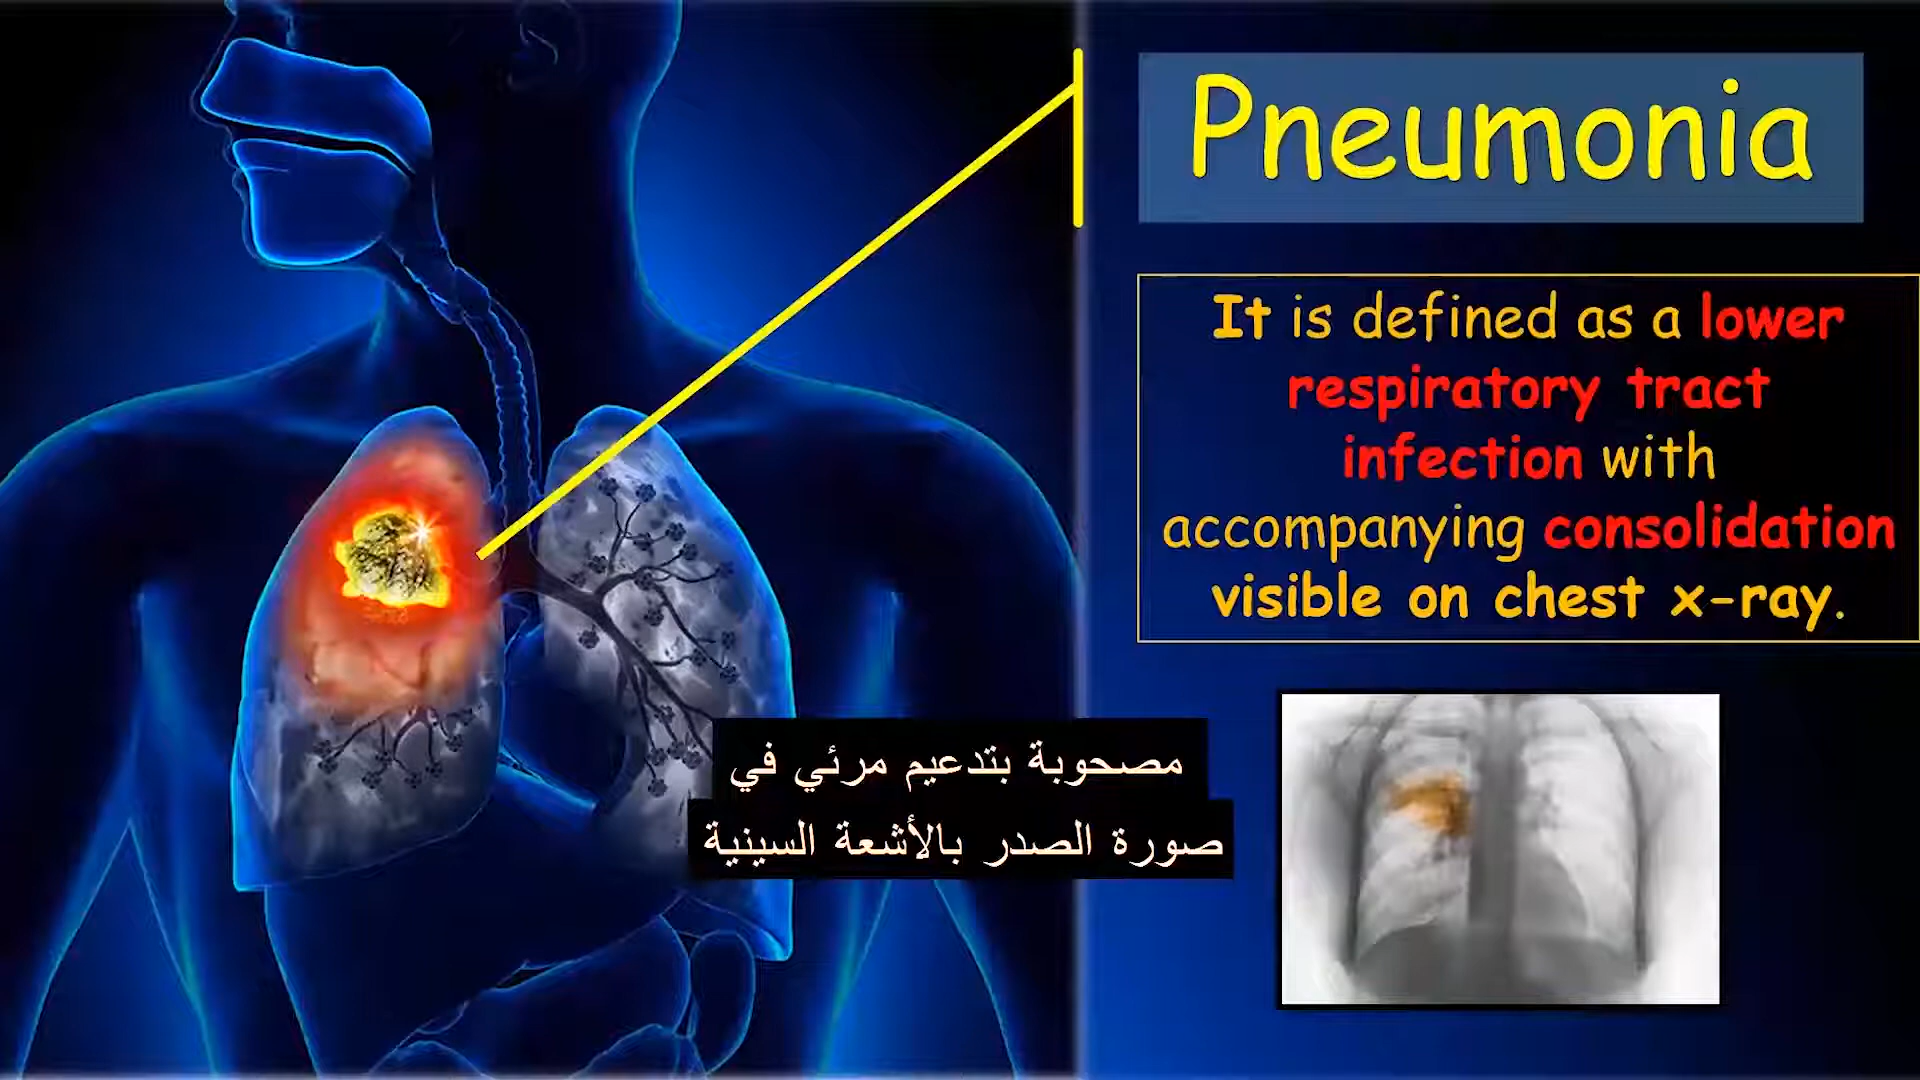 Pneumonia
It is defined as a lower
respiratory tract
infection with
accompanying consolidation
visible on chest x-ray.
مصحوبة بتدعيم مرئي في
صورة الصدر بالأشعة السينية